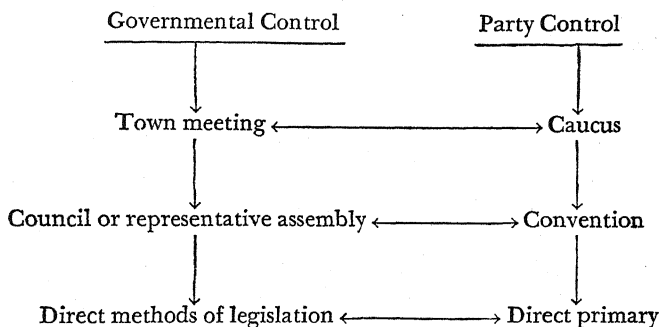 Governmental Control
Party Control
Town meeting
Caucus
Council or representative assembly
Convention
Direct methods of legislation
Direct primary